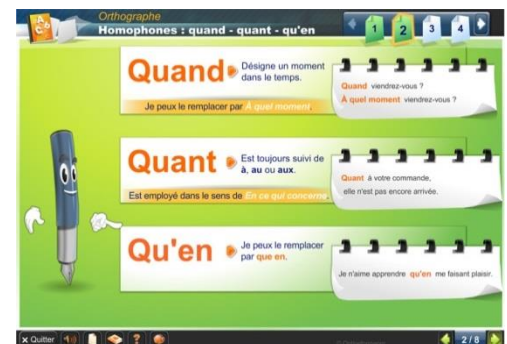 Orthographe
Homophones : quand - quant - qu'en
1 2 3 4
Quand
Désigne un moment
dans le temps.
Je peux le remplacer par À quel moment.
Quand viendrez-vous ?
À quel moment viendrez-vous ?
Quant
Est toujours suivi de
à, au ou aux.
Est employé dans le sens de En ce qui concerne.
Quant à votre commande,
elle n'est pas encore arrivée.
Qu'en
Je peux le remplacer
par que en.
Je n'aime apprendre qu'en me faisant plaisir.
x Quitter
?
2 / 8